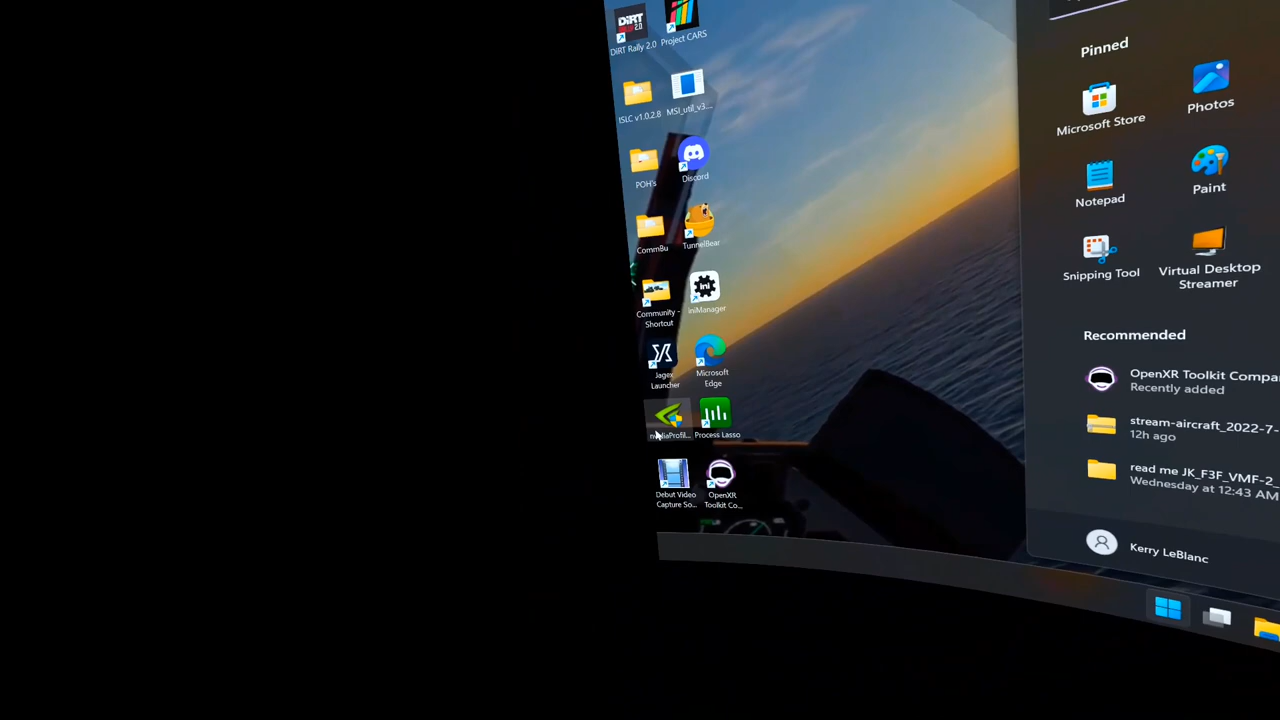 DiRT Rally 2.0
Project CARS
ISLC v1.0.2.8
MSI_util_v3....
POH's
Discord
CommBu
TunnelBear
Community -
Shortcut
ini
iniManager
Jagex
Launcher
Microsoft
Edge
nvidiaProfil...
Process Lasso
Debut Video
Capture So...
OpenXR
Toolkit Co...
Pinned
Microsoft Store
Photos
Notepad
Paint
Snipping Tool
Virtual Desktop
Streamer
Recommended
OpenXR Toolkit Compa
Recently added
stream-aircraft_2022-7-
12h ago
read me JK_F3F_VMF-2_
Wednesday at 12:43 AM
Kerry LeBlanc